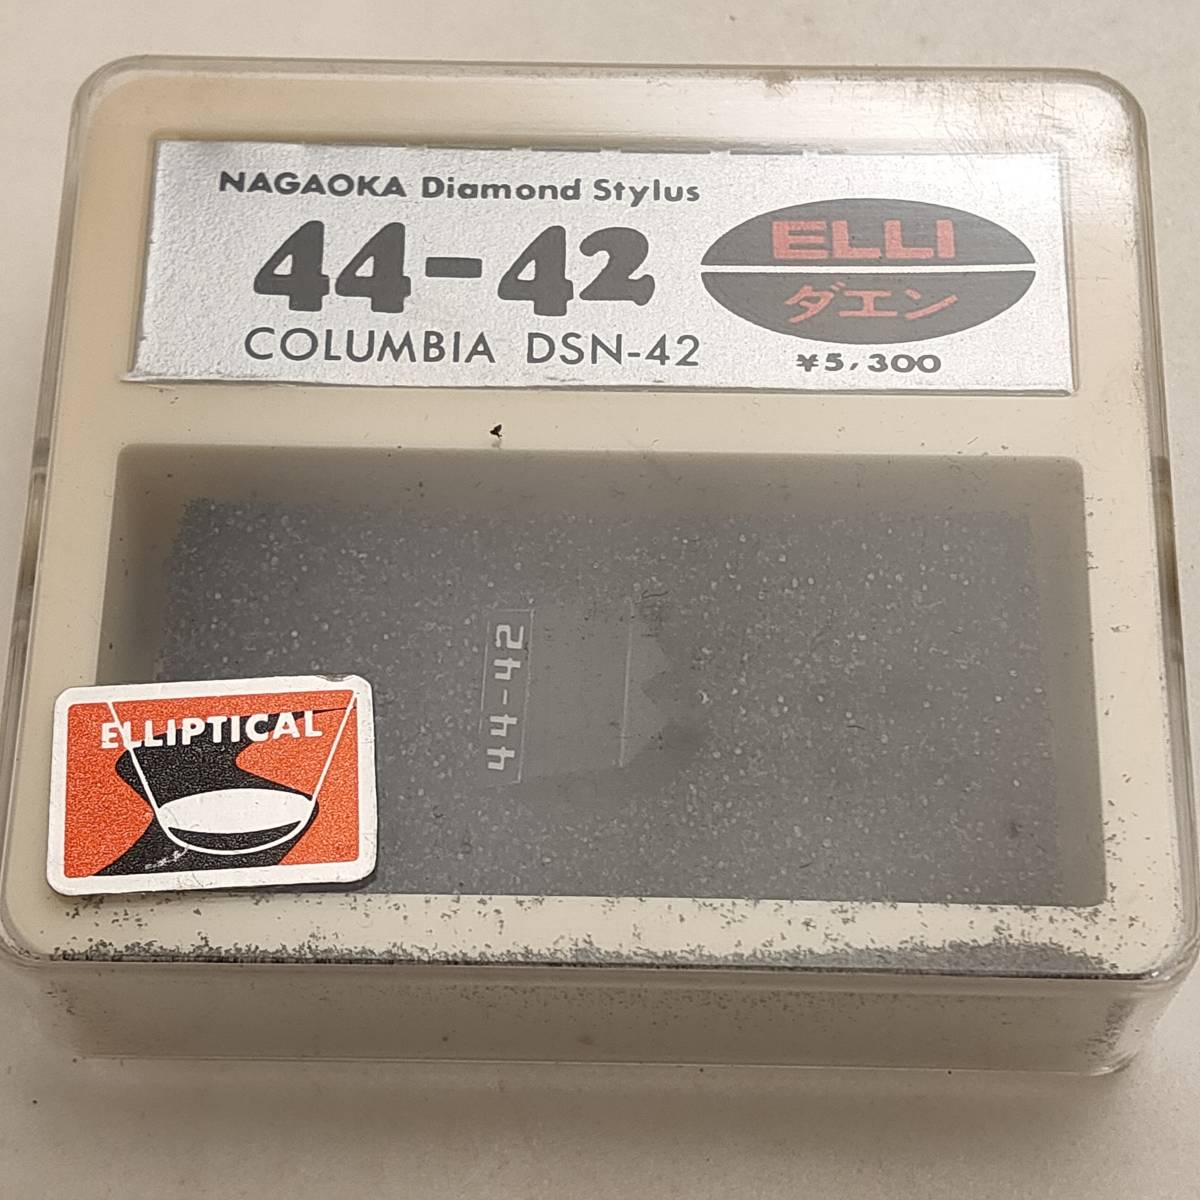 NAGAOKA Diamond Stylus
44-42
COLUMBIA DSN-42
ELLI
ダエン
¥5,300
44-42
ELLIPTICAL